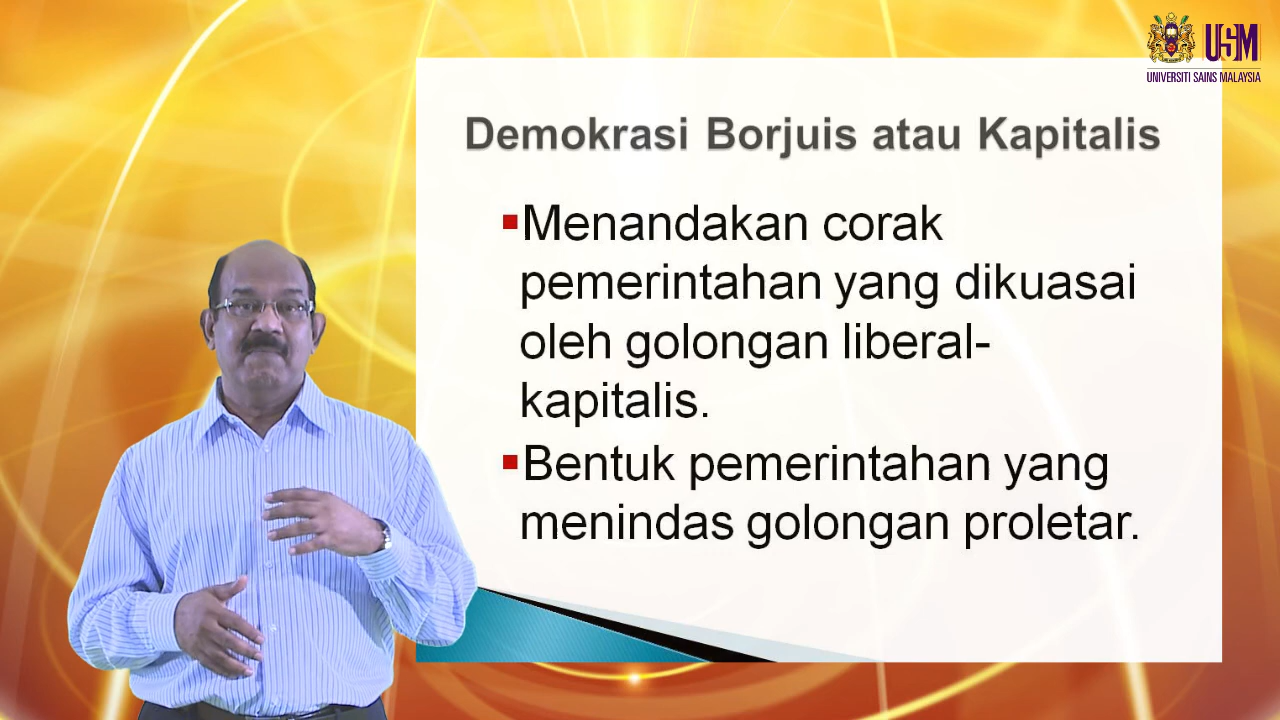 USM
UNIVERSITI SAINS MALAYSIA
Demokrasi Borjuis atau Kapitalis
▪Menandakan corak
pemerintahan yang dikuasai
oleh golongan liberal-
kapitalis.
▪Bentuk pemerintahan yang
menindas golongan proletar.